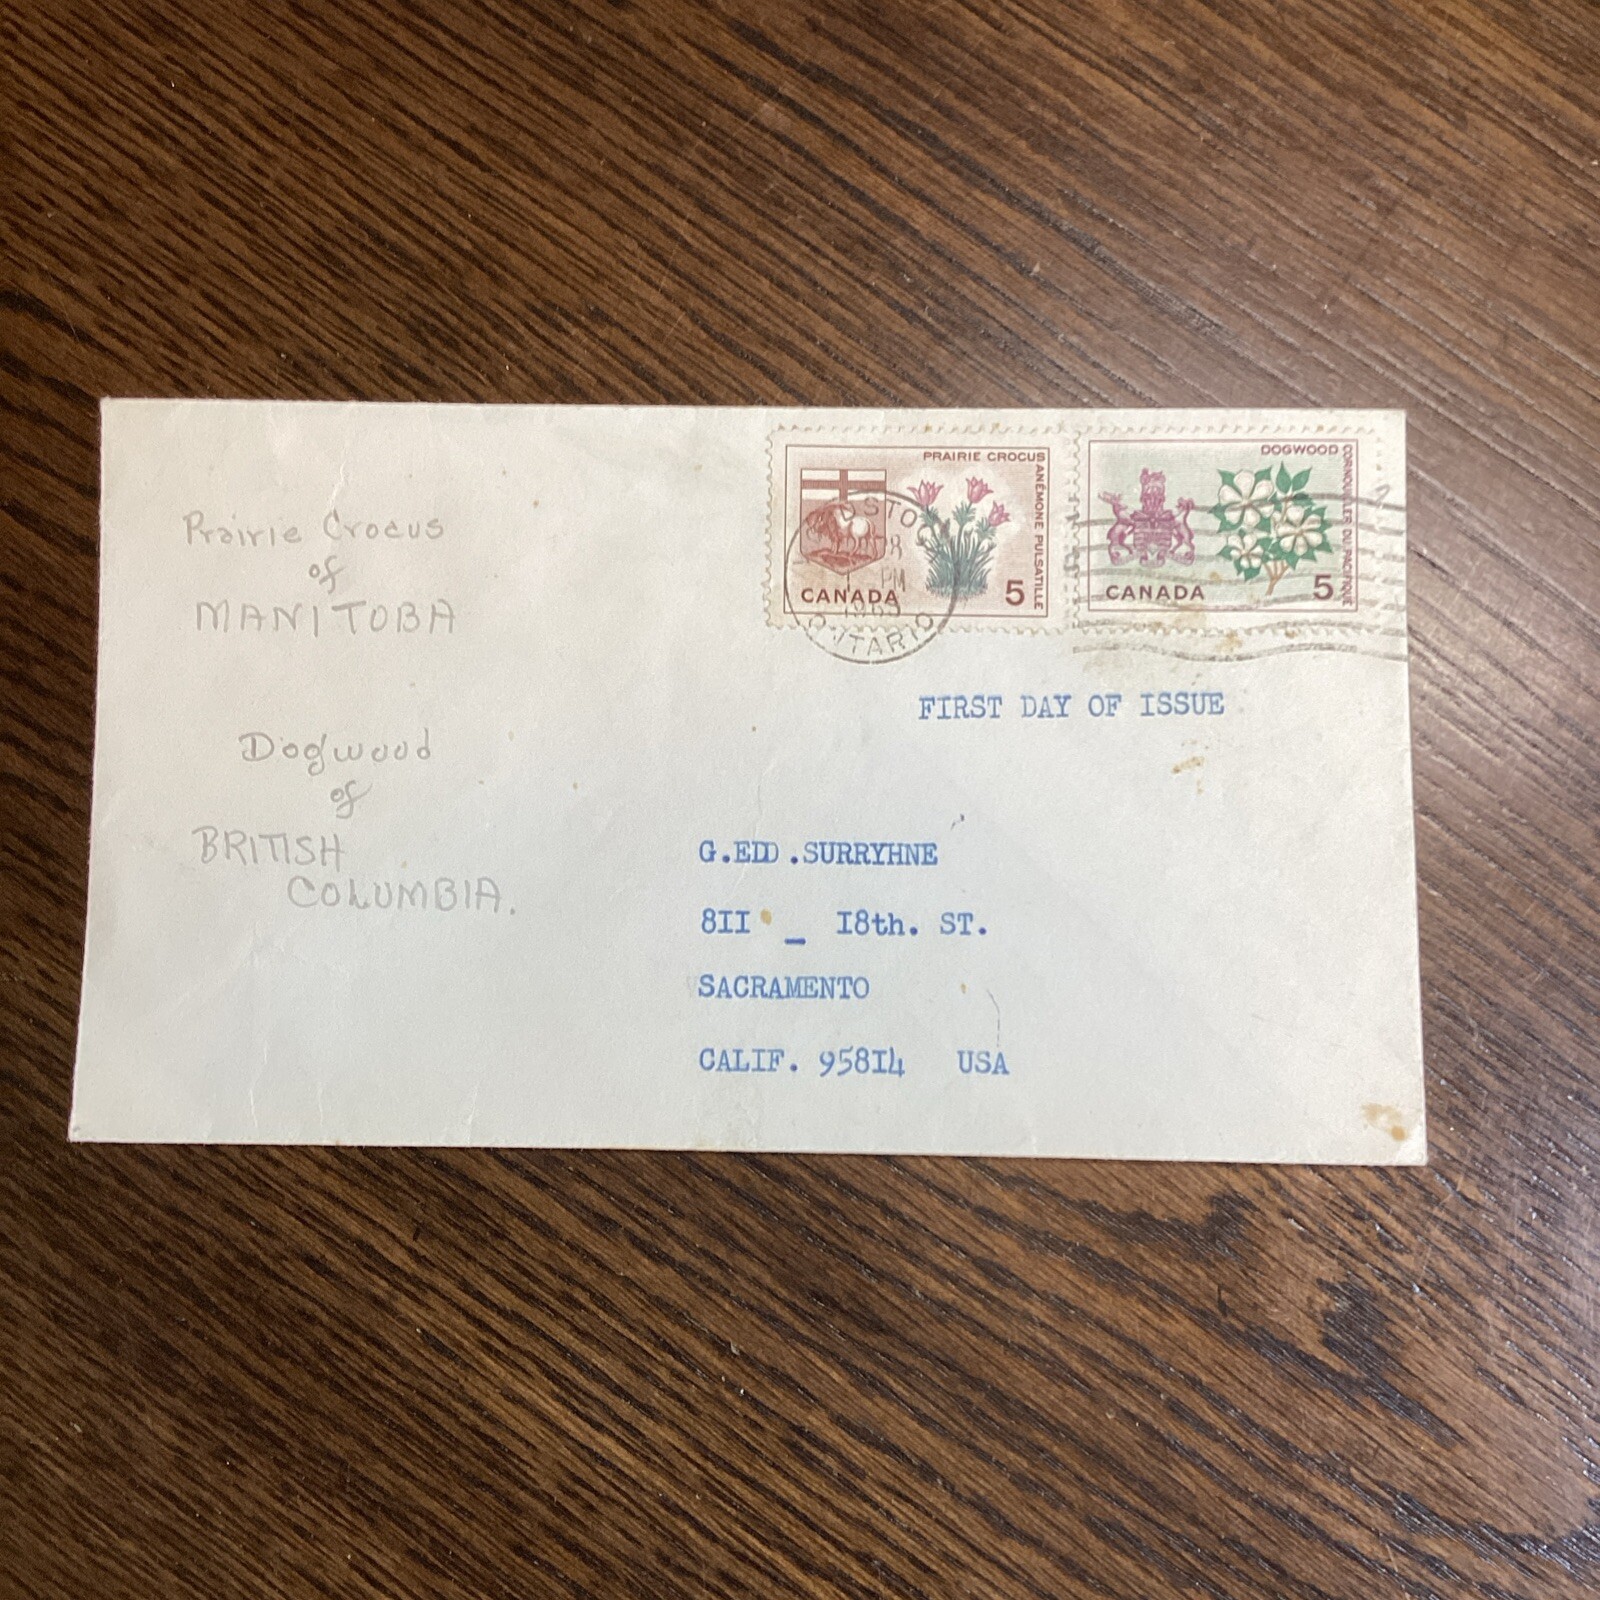 Prairie Crocus
of
MANITOBA
Dogwood
of
BRITISH
COLUMBIA.
PRAIRIE CROCUS
ANÉMONE PULSATILLE
CANADA 5
DOGWOOD
CORNOUILLER DU PACIFIQUE
CANADA 5
PM
ONTARIO
FIRST DAY OF ISSUE
G.EDD.SURRYHNE
8II _ I8th. ST.
SACRAMENTO
CALIF. 958I4 USA